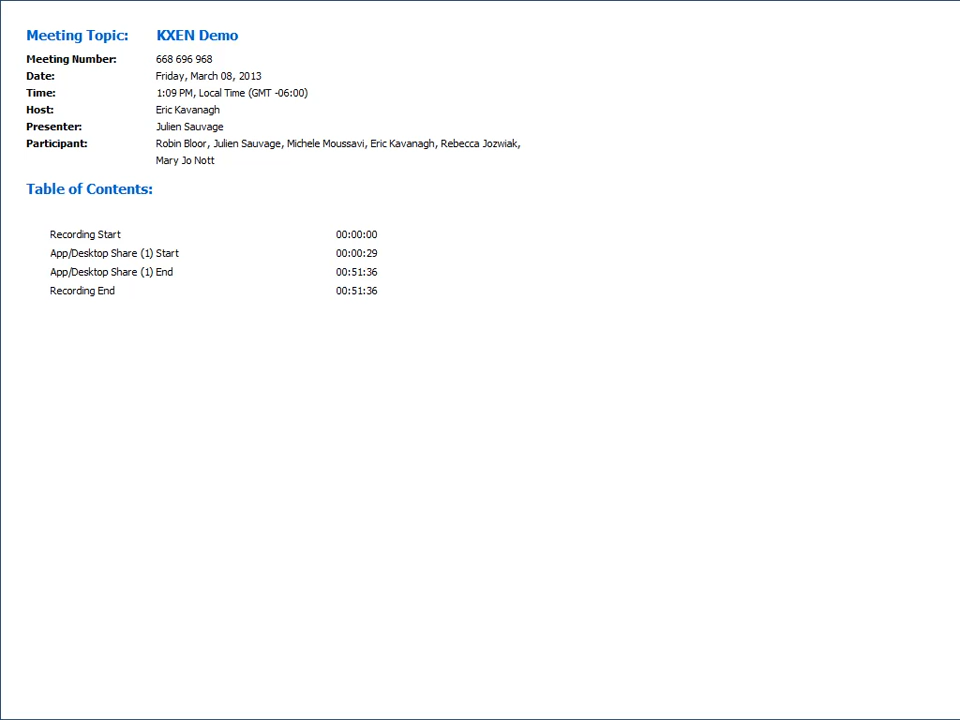 Meeting Topic: KXEN Demo
Meeting Number: 668 696 968
Date: Friday, March 08, 2013
Time: 1:09 PM, Local Time (GMT -06:00)
Host: Eric Kavanagh
Presenter: Julien Sauvage
Participant: Robin Bloor, Julien Sauvage, Michele Moussavi, Eric Kavanagh, Rebecca Jozwiak,
Mary Jo Nott
Table of Contents:
Recording Start 00:00:00
App/Desktop Share (1) Start 00:00:29
App/Desktop Share (1) End 00:51:36
Recording End 00:51:36